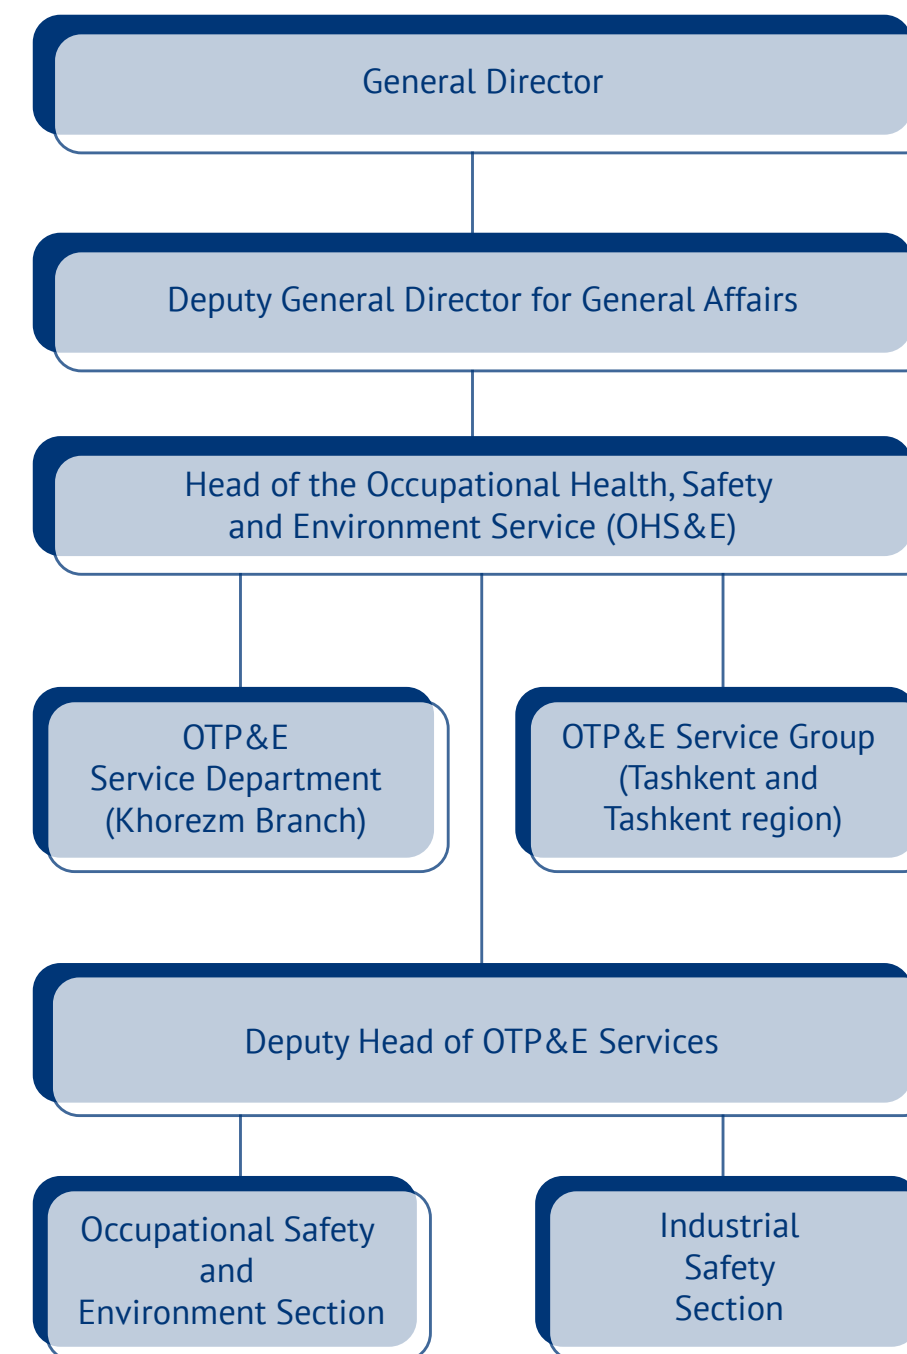 General Director
Deputy General Director for General Affairs
Head of the Occupational Health, Safety
and Environment Service (OHS&E)
OTP&E
Service Department
(Khorezm Branch)
OTP&E Service Group
(Tashkent and
Tashkent region)
Deputy Head of OTP&E Services
Occupational Safety
and
Environment Section
Industrial
Safety
Section